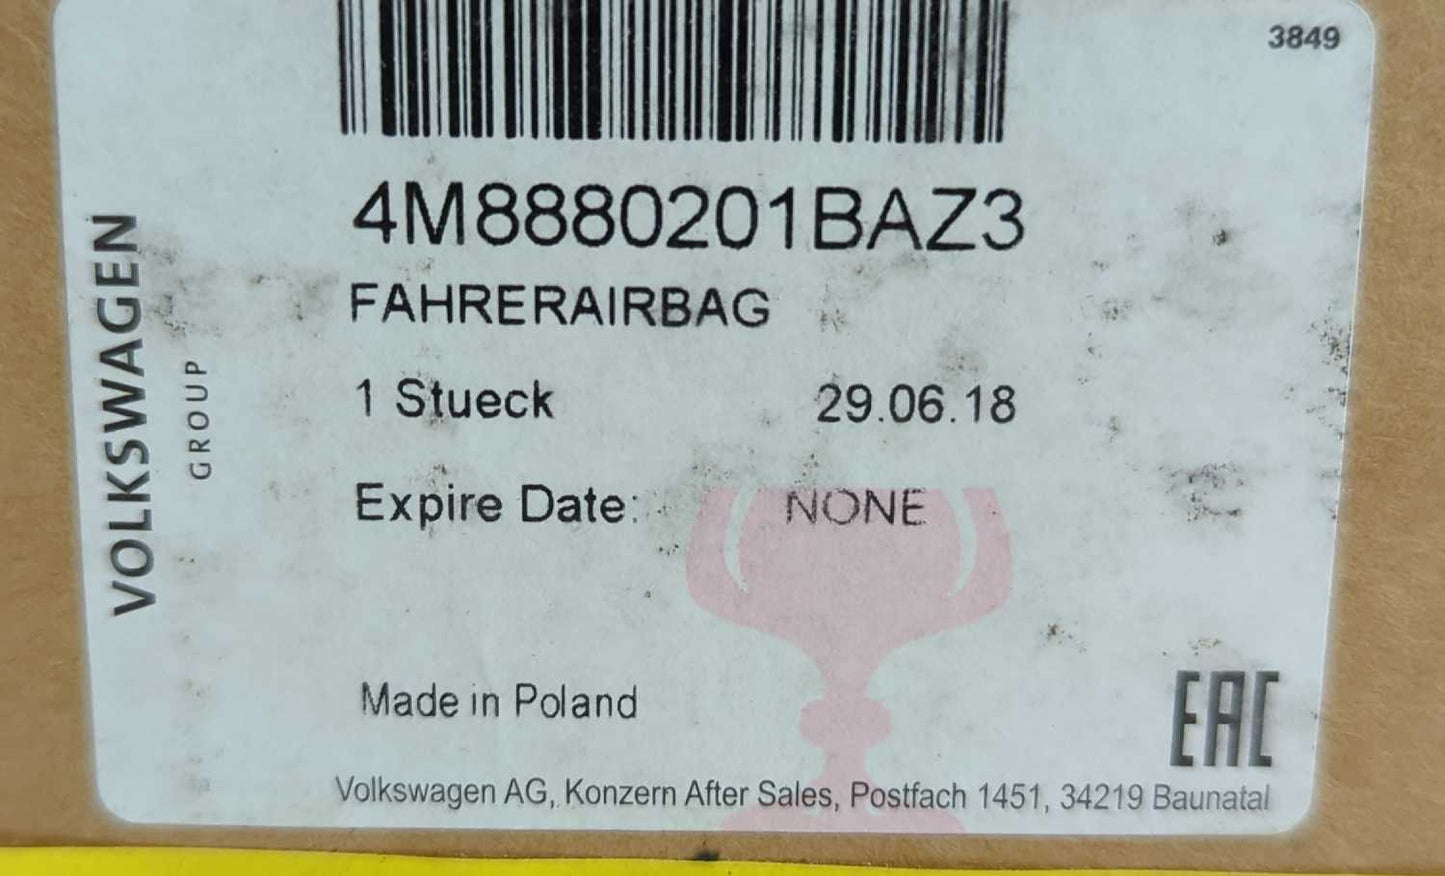 3849
4M8880201BAZ3
FAHRERAIRBAG
1 Stueck 29.06.18
Expire Date: NONE
VOLKSWAGEN
GROUP
Made in Poland
EAC
Volkswagen AG, Konzern After Sales, Postfach 1451, 34219 Baunatal